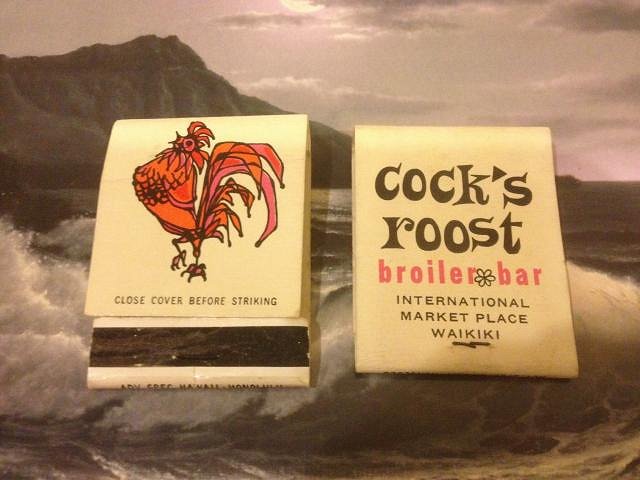 CLOSE COVER BEFORE STRIKING
cock's
roost
broiler bar
INTERNATIONAL
MARKET PLACE
WAIKIKI